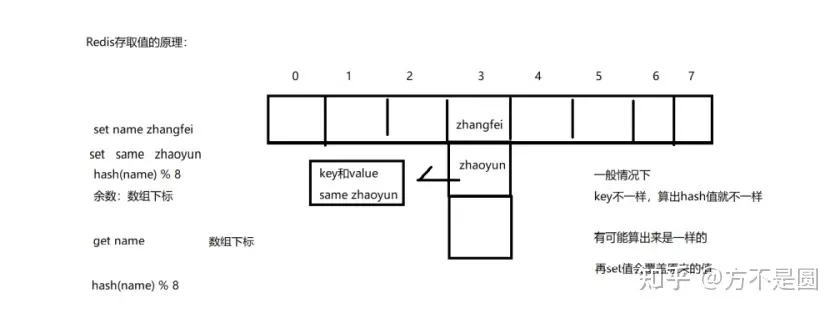 Redis存取值的原理：
0 1 2 3 4 5 6 7
set name zhangfei
zhangfei
set same zhaoyun
zhaoyun
hash(name) % 8
key和value
一般情况下
余数：数组下标
same zhaoyun
key不一样，算出hash值就不一样
get name 数组下标
有可能算出来是一样的
再set值会覆盖原来的值
hash(name) % 8
知乎 @方不是圆